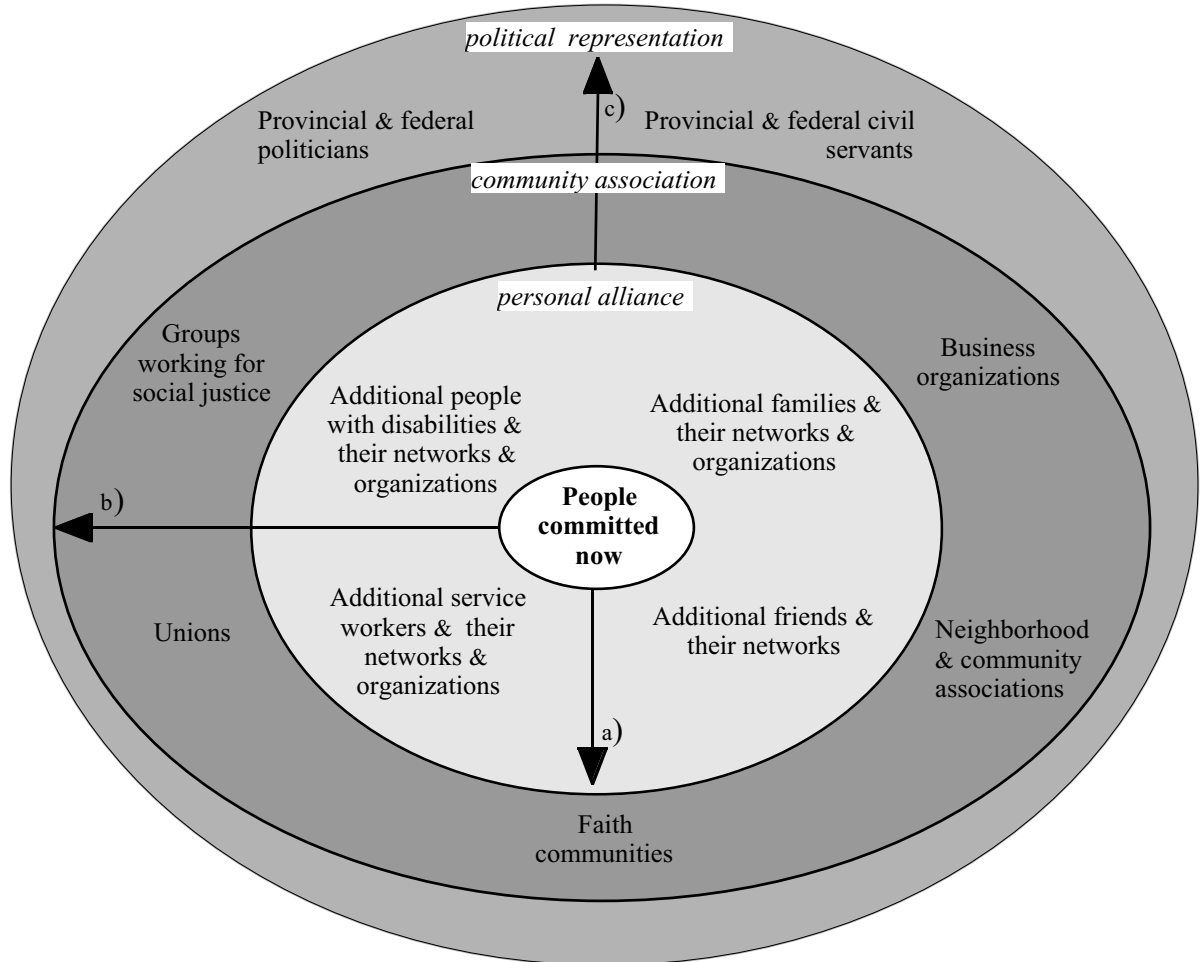 political representation
c)
Provincial & federal
politicians
Provincial & federal civil
servants
community association
personal alliance
Groups
working for
social justice
Business
organizations
Additional people
with disabilities &
their networks &
organizations
Additional families &
their networks &
organizations
b)
People
committed
now
Additional service
workers & their
networks &
organizations
Additional friends &
their networks
Unions
Neighborhood
& community
associations
a)
Faith
communities